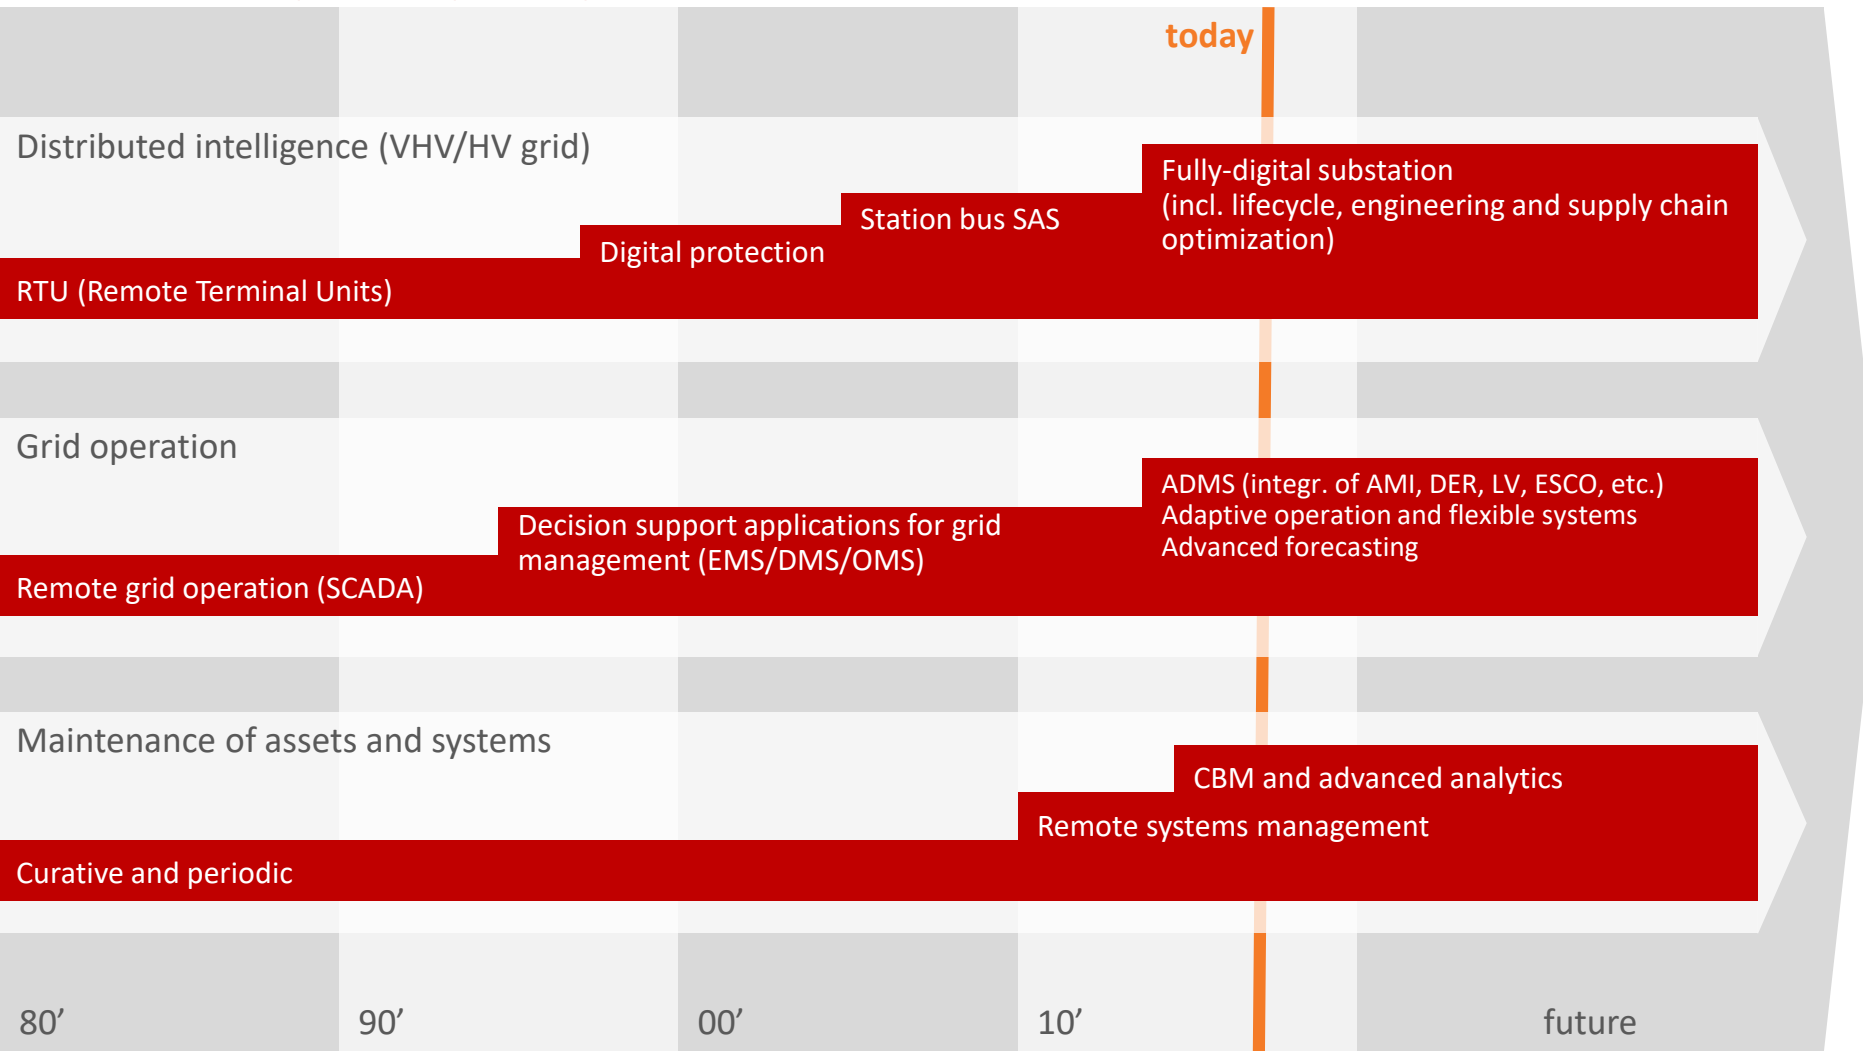 today
Distributed intelligence (VHV/HV grid)
Fully-digital substation
(incl. lifecycle, engineering and supply chain
optimization)
Station bus SAS
Digital protection
RTU (Remote Terminal Units)
Grid operation
ADMS (integr. of AMI, DER, LV, ESCO, etc.)
Adaptive operation and flexible systems
Advanced forecasting
Decision support applications for grid
management (EMS/DMS/OMS)
Remote grid operation (SCADA)
Maintenance of assets and systems
CBM and advanced analytics
Remote systems management
Curative and periodic
80’ 90’ 00’ 10’ future